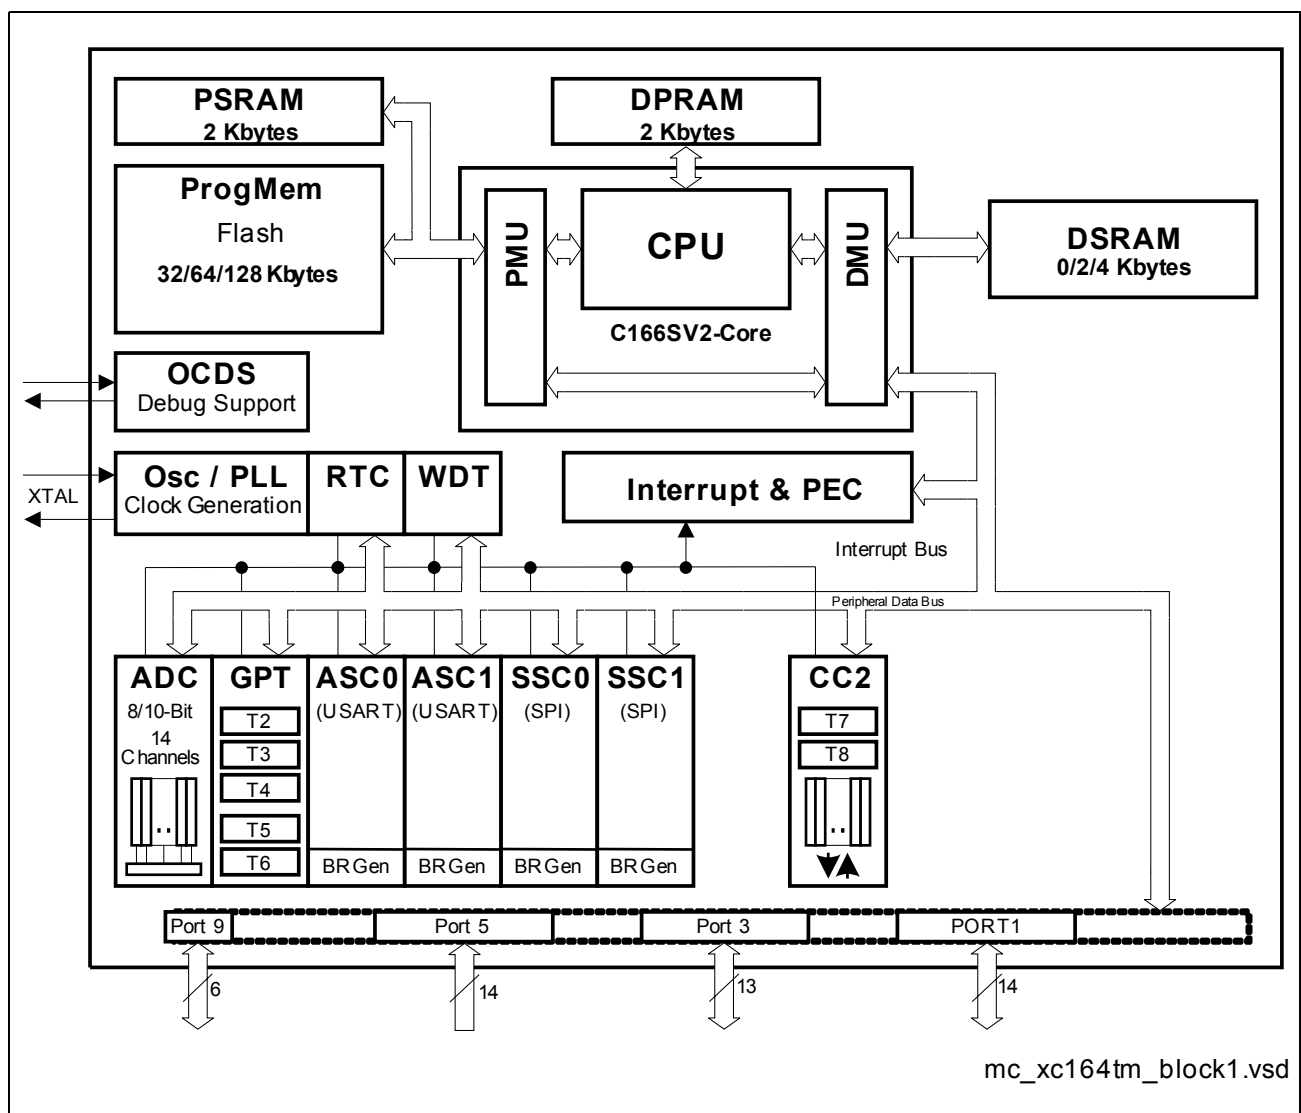 PSRAM
2 Kbytes
DPRAM
2 Kbytes
ProgMem
Flash
32/64/128 Kbytes
PMU
CPU
DMU
C166SV2-Core
DSRAM
0/2/4 Kbytes
OCDS
Debug Support
Osc / PLL
Clock Generation
RTC
WDT
XTAL
Interrupt & PEC
Interrupt Bus
Peripheral Data Bus
ADC
8/10-Bit
14
Channels
GPT
T2
T3
T4
T5
T6
ASC0
(USART)
BRGen
ASC1
(USART)
BRGen
SSC0
(SPI)
BRGen
SSC1
(SPI)
BRGen
CC2
T7
T8
Port 9
Port 5
Port 3
PORT1
6
14
13
14
mc_xc164tm_block1.vsd